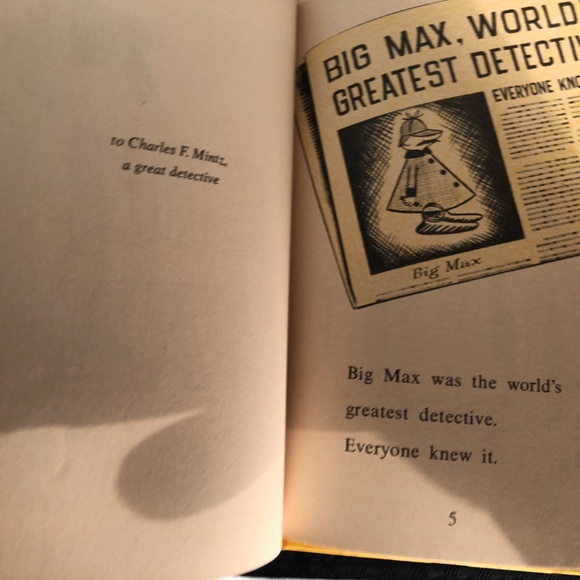 to Charles F. Mintz,
a great detective
BIG MAX, WORLD
GREATEST DETECTI
EVERYONE KNO
Big Max
Big Max was the world's
greatest detective.
Everyone knew it.
5